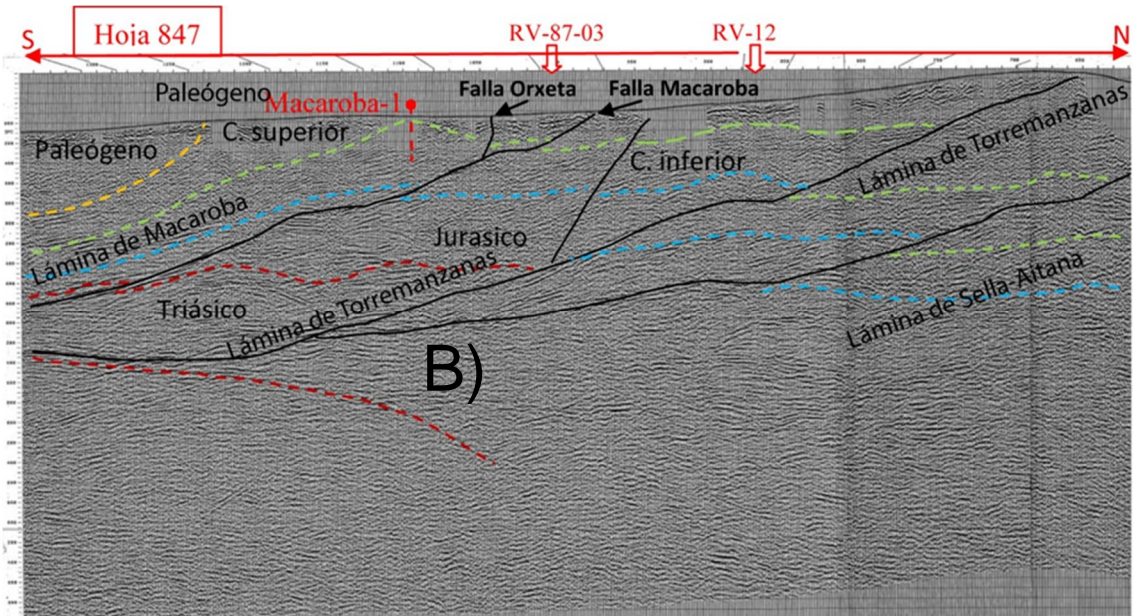 Hoja 847
RV-87-03
RV-12
S
N
Paleógeno
Macaroba-1
Falla Orxeta
Falla Macaroba
C. superior
Paleógeno
C. inferior
Lámina de Torremanzanas
Lámina de Macaroba
Jurasico
Triásico
Lámina de Torremanzanas
Lámina de Sella-Aitana
B)